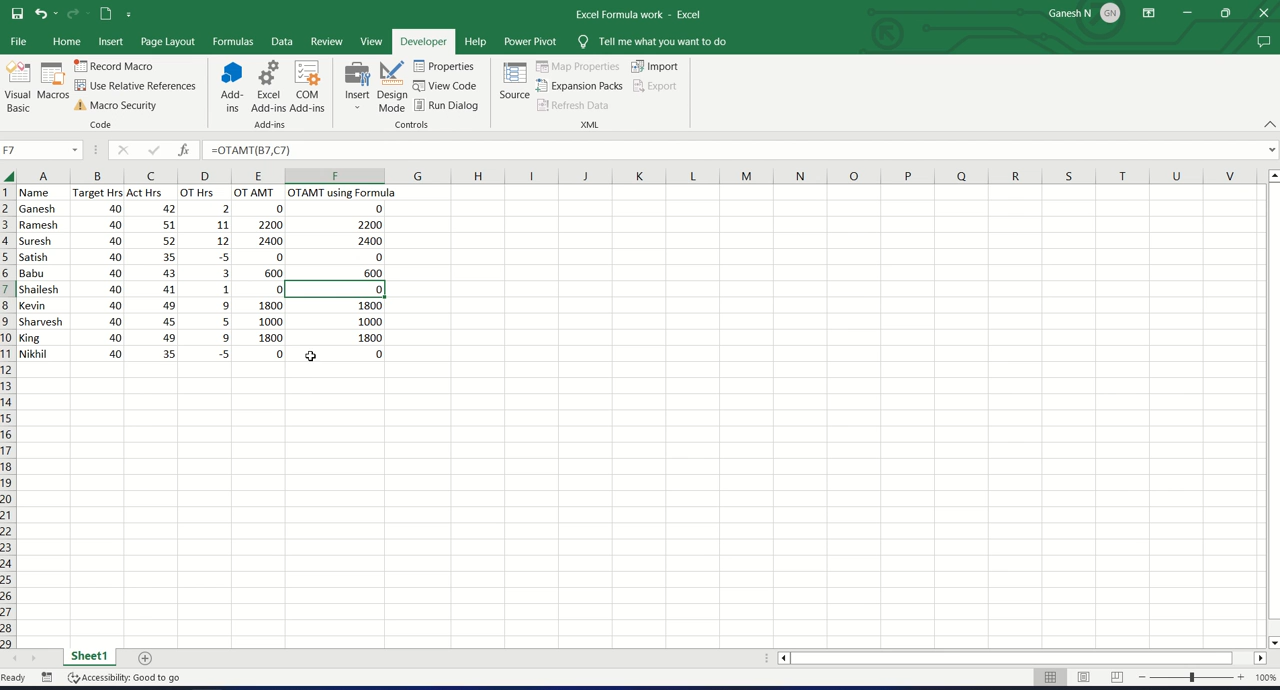 Excel Formula work - Excel
Ganesh N GN
File Home Insert Page Layout Formulas Data Review View Developer Help Power Pivot Tell me what you want to do
Visual Basic
Macros
Record Macro
Use Relative References
Macro Security
Code
Add-ins
Excel Add-ins
COM Add-ins
Add-ins
Insert
Design Mode
Properties
View Code
Run Dialog
Controls
Source
Map Properties
Expansion Packs
Refresh Data
Import
Export
XML
F7 fx =OTAMT(B7,C7)
A B C D E F G H I J K L M N O P Q R S T U V
1 Name Target Hrs Act Hrs OT Hrs OT AMT OTAMT using Formula
2 Ganesh 40 42 2 0 0
3 Ramesh 40 51 11 2200 2200
4 Suresh 40 52 12 2400 2400
5 Satish 40 35 -5 0 0
6 Babu 40 43 3 600 600
7 Shailesh 40 41 1 0 0
8 Kevin 40 49 9 1800 1800
9 Sharvesh 40 45 5 1000 1000
10 King 40 49 9 1800 1800
11 Nikhil 40 35 -5 0 0
12
13
14
15
16
17
18
19
20
21
22
23
24
25
26
27
28
29
Sheet1
Ready Accessibility: Good to go 100%